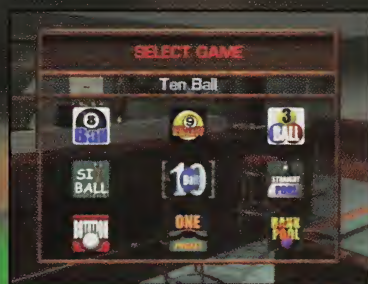 SELECT GAME
Ten Ball
8 Ball
9
3 BALL
SIX BALL
10 Ball
STRAIGHT POOL
ONE POCKET
BANK POOL